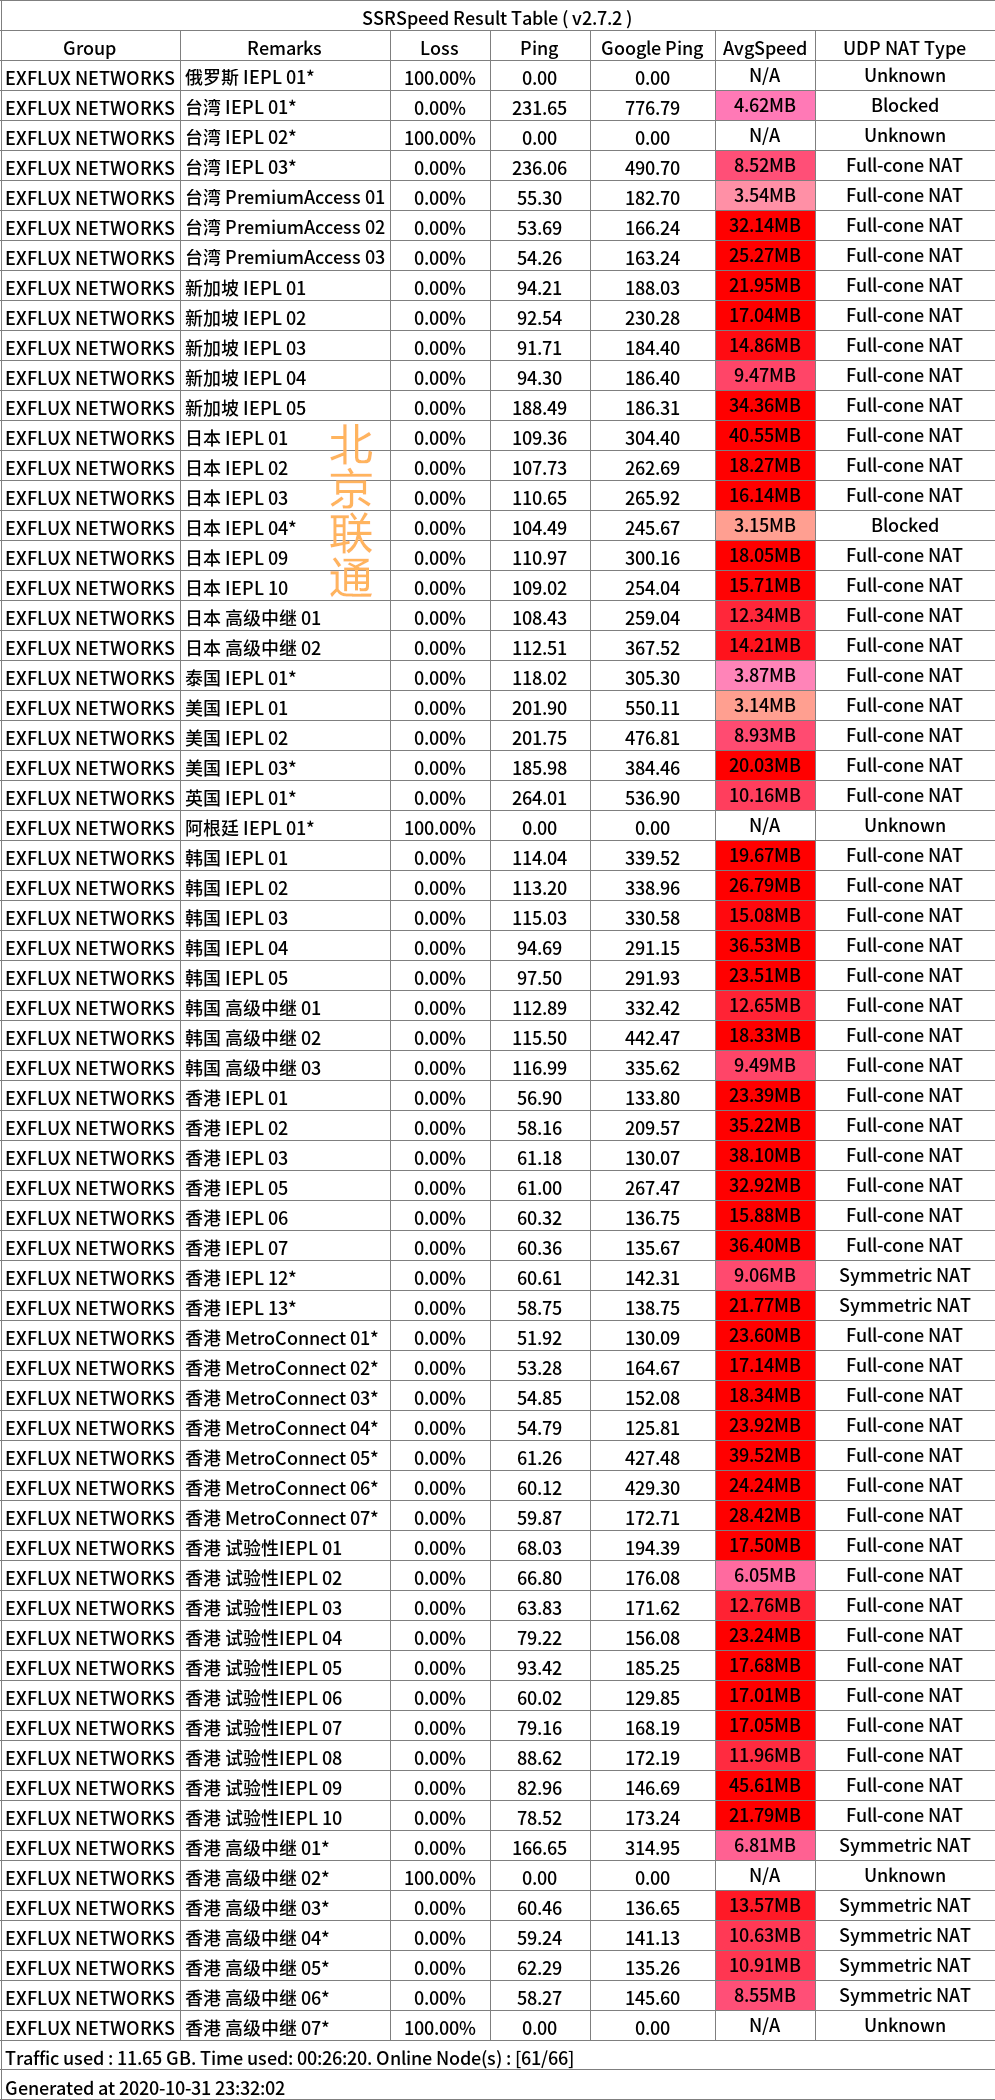 SSRSpeed Result Table ( v2.7.2 )
Group Remarks Loss Ping Google Ping AvgSpeed UDP NAT Type
EXFLUX NETWORKS 俄罗斯 IEPL 01* 100.00% 0.00 0.00 N/A Unknown
EXFLUX NETWORKS 台湾 IEPL 01* 0.00% 231.65 776.79 4.62MB Blocked
EXFLUX NETWORKS 台湾 IEPL 02* 100.00% 0.00 0.00 N/A Unknown
EXFLUX NETWORKS 台湾 IEPL 03* 0.00% 236.06 490.70 8.52MB Full-cone NAT
EXFLUX NETWORKS 台湾 PremiumAccess 01 0.00% 55.30 182.70 3.54MB Full-cone NAT
EXFLUX NETWORKS 台湾 PremiumAccess 02 0.00% 53.69 166.24 32.14MB Full-cone NAT
EXFLUX NETWORKS 台湾 PremiumAccess 03 0.00% 54.26 163.24 25.27MB Full-cone NAT
EXFLUX NETWORKS 新加坡 IEPL 01 0.00% 94.21 188.03 21.95MB Full-cone NAT
EXFLUX NETWORKS 新加坡 IEPL 02 0.00% 92.54 230.28 17.04MB Full-cone NAT
EXFLUX NETWORKS 新加坡 IEPL 03 0.00% 91.71 184.40 14.86MB Full-cone NAT
EXFLUX NETWORKS 新加坡 IEPL 04 0.00% 94.30 186.40 9.47MB Full-cone NAT
EXFLUX NETWORKS 新加坡 IEPL 05 0.00% 188.49 186.31 34.36MB Full-cone NAT
EXFLUX NETWORKS 日本 IEPL 01 0.00% 109.36 304.40 40.55MB Full-cone NAT
EXFLUX NETWORKS 日本 IEPL 02 0.00% 107.73 262.69 18.27MB Full-cone NAT
EXFLUX NETWORKS 日本 IEPL 03 0.00% 110.65 265.92 16.14MB Full-cone NAT
EXFLUX NETWORKS 日本 IEPL 04* 0.00% 104.49 245.67 3.15MB Blocked
EXFLUX NETWORKS 日本 IEPL 09 0.00% 110.97 300.16 18.05MB Full-cone NAT
EXFLUX NETWORKS 日本 IEPL 10 0.00% 109.02 254.04 15.71MB Full-cone NAT
北京联通
EXFLUX NETWORKS 日本 高级中继 01 0.00% 108.43 259.04 12.34MB Full-cone NAT
EXFLUX NETWORKS 日本 高级中继 02 0.00% 112.51 367.52 14.21MB Full-cone NAT
EXFLUX NETWORKS 泰国 IEPL 01* 0.00% 118.02 305.30 3.87MB Full-cone NAT
EXFLUX NETWORKS 美国 IEPL 01 0.00% 201.90 550.11 3.14MB Full-cone NAT
EXFLUX NETWORKS 美国 IEPL 02 0.00% 201.75 476.81 8.93MB Full-cone NAT
EXFLUX NETWORKS 美国 IEPL 03* 0.00% 185.98 384.46 20.03MB Full-cone NAT
EXFLUX NETWORKS 英国 IEPL 01* 0.00% 264.01 536.90 10.16MB Full-cone NAT
EXFLUX NETWORKS 阿根廷 IEPL 01* 100.00% 0.00 0.00 N/A Unknown
EXFLUX NETWORKS 韩国 IEPL 01 0.00% 114.04 339.52 19.67MB Full-cone NAT
EXFLUX NETWORKS 韩国 IEPL 02 0.00% 113.20 338.96 26.79MB Full-cone NAT
EXFLUX NETWORKS 韩国 IEPL 03 0.00% 115.03 330.58 15.08MB Full-cone NAT
EXFLUX NETWORKS 韩国 IEPL 04 0.00% 94.69 291.15 36.53MB Full-cone NAT
EXFLUX NETWORKS 韩国 IEPL 05 0.00% 97.50 291.93 23.51MB Full-cone NAT
EXFLUX NETWORKS 韩国 高级中继 01 0.00% 112.89 332.42 12.65MB Full-cone NAT
EXFLUX NETWORKS 韩国 高级中继 02 0.00% 115.50 442.47 18.33MB Full-cone NAT
EXFLUX NETWORKS 韩国 高级中继 03 0.00% 116.99 335.62 9.49MB Full-cone NAT
EXFLUX NETWORKS 香港 IEPL 01 0.00% 56.90 133.80 23.39MB Full-cone NAT
EXFLUX NETWORKS 香港 IEPL 02 0.00% 58.16 209.57 35.22MB Full-cone NAT
EXFLUX NETWORKS 香港 IEPL 03 0.00% 61.18 130.07 38.10MB Full-cone NAT
EXFLUX NETWORKS 香港 IEPL 05 0.00% 61.00 267.47 32.92MB Full-cone NAT
EXFLUX NETWORKS 香港 IEPL 06 0.00% 60.32 136.75 15.88MB Full-cone NAT
EXFLUX NETWORKS 香港 IEPL 07 0.00% 60.36 135.67 36.40MB Full-cone NAT
EXFLUX NETWORKS 香港 IEPL 12* 0.00% 60.61 142.31 9.06MB Symmetric NAT
EXFLUX NETWORKS 香港 IEPL 13* 0.00% 58.75 138.75 21.77MB Symmetric NAT
EXFLUX NETWORKS 香港 MetroConnect 01* 0.00% 51.92 130.09 23.60MB Full-cone NAT
EXFLUX NETWORKS 香港 MetroConnect 02* 0.00% 53.28 164.67 17.14MB Full-cone NAT
EXFLUX NETWORKS 香港 MetroConnect 03* 0.00% 54.85 152.08 18.34MB Full-cone NAT
EXFLUX NETWORKS 香港 MetroConnect 04* 0.00% 54.79 125.81 23.92MB Full-cone NAT
EXFLUX NETWORKS 香港 MetroConnect 05* 0.00% 61.26 427.48 39.52MB Full-cone NAT
EXFLUX NETWORKS 香港 MetroConnect 06* 0.00% 60.12 429.30 24.24MB Full-cone NAT
EXFLUX NETWORKS 香港 MetroConnect 07* 0.00% 59.87 172.71 28.42MB Full-cone NAT
EXFLUX NETWORKS 香港 试验性IEPL 01 0.00% 68.03 194.39 17.50MB Full-cone NAT
EXFLUX NETWORKS 香港 试验性IEPL 02 0.00% 66.80 176.08 6.05MB Full-cone NAT
EXFLUX NETWORKS 香港 试验性IEPL 03 0.00% 63.83 171.62 12.76MB Full-cone NAT
EXFLUX NETWORKS 香港 试验性IEPL 04 0.00% 79.22 156.08 23.24MB Full-cone NAT
EXFLUX NETWORKS 香港 试验性IEPL 05 0.00% 93.42 185.25 17.68MB Full-cone NAT
EXFLUX NETWORKS 香港 试验性IEPL 06 0.00% 60.02 129.85 17.01MB Full-cone NAT
EXFLUX NETWORKS 香港 试验性IEPL 07 0.00% 79.16 168.19 17.05MB Full-cone NAT
EXFLUX NETWORKS 香港 试验性IEPL 08 0.00% 88.62 172.19 11.96MB Full-cone NAT
EXFLUX NETWORKS 香港 试验性IEPL 09 0.00% 82.96 146.69 45.61MB Full-cone NAT
EXFLUX NETWORKS 香港 试验性IEPL 10 0.00% 78.52 173.24 21.79MB Full-cone NAT
EXFLUX NETWORKS 香港 高级中继 01* 0.00% 166.65 314.95 6.81MB Symmetric NAT
EXFLUX NETWORKS 香港 高级中继 02* 100.00% 0.00 0.00 N/A Unknown
EXFLUX NETWORKS 香港 高级中继 03* 0.00% 60.46 136.65 13.57MB Symmetric NAT
EXFLUX NETWORKS 香港 高级中继 04* 0.00% 59.24 141.13 10.63MB Symmetric NAT
EXFLUX NETWORKS 香港 高级中继 05* 0.00% 62.29 135.26 10.91MB Symmetric NAT
EXFLUX NETWORKS 香港 高级中继 06* 0.00% 58.27 145.60 8.55MB Symmetric NAT
EXFLUX NETWORKS 香港 高级中继 07* 100.00% 0.00 0.00 N/A Unknown
Traffic used : 11.65 GB. Time used: 00:26:20. Online Node(s) : [61/66]
Generated at 2020-10-31 23:32:02